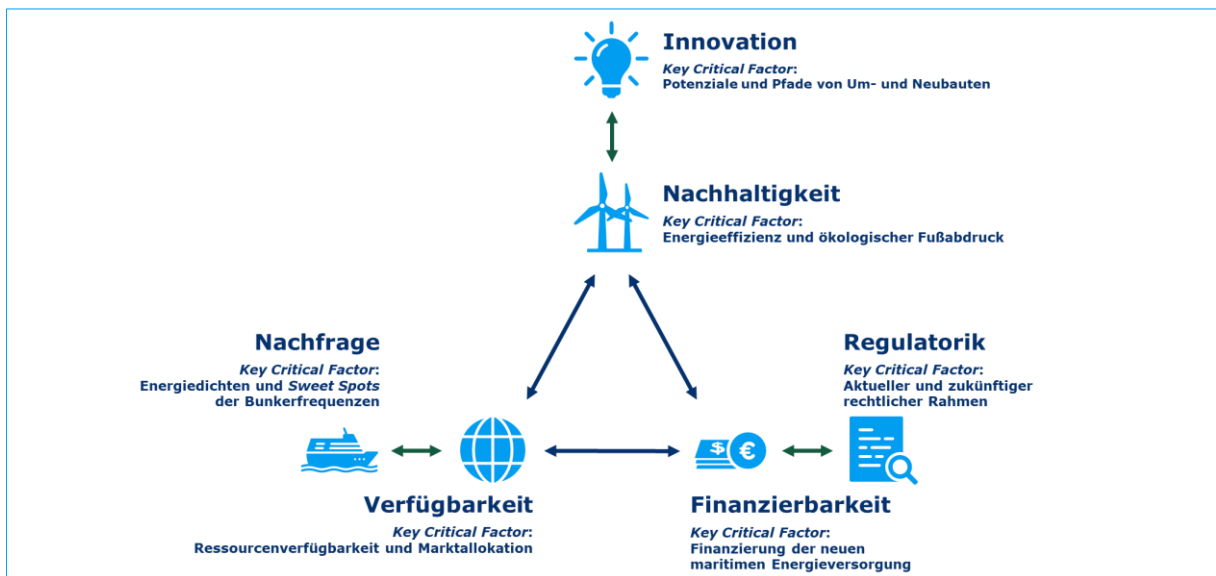 Innovation
Key Critical Factor:
Potenziale und Pfade von Um- und Neubauten
Nachhaltigkeit
Key Critical Factor:
Energieeffizienz und ökologischer Fußabdruck
Nachfrage
Key Critical Factor:
Energiedichten und Sweet Spots
der Bunkerfrequenzen
Regulatorik
Key Critical Factor:
Aktueller und zukünftiger
rechtlicher Rahmen
$ €
Verfügbarkeit
Key Critical Factor:
Ressourcenverfügbarkeit und Marktallokation
Finanzierbarkeit
Key Critical Factor:
Finanzierung der neuen
maritimen Energieversorgung